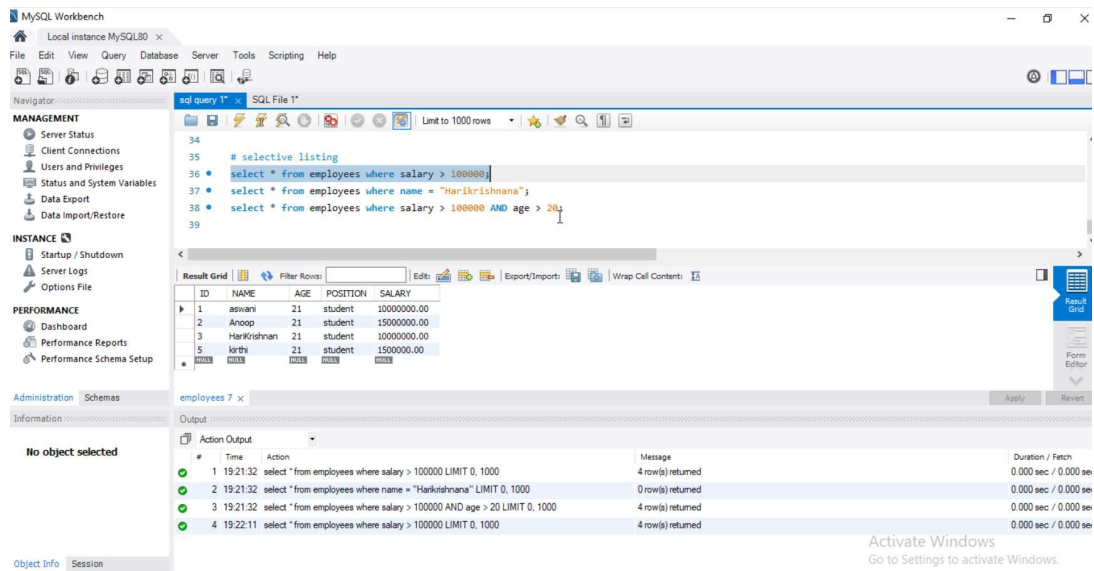 MySQL Workbench
Local instance MySQL80
File Edit View Query Database Server Tools Scripting Help
Navigator
sql query 1* SQL File 1*
MANAGEMENT
Server Status
Client Connections
Users and Privileges
Status and System Variables
Data Export
Data Import/Restore
INSTANCE
Startup / Shutdown
Server Logs
Options File
PERFORMANCE
Dashboard
Performance Reports
Performance Schema Setup
Administration Schemas
Information
No object selected
Object Info Session
Limit to 1000 rows
34
35 # selective listing
36 select * from employees where salary > 100000;
37 select * from employees where name = "Harikrishnana";
38 select * from employees where salary > 100000 AND age > 20;
39
Result Grid Filter Rows: Edit: Export/Import: Wrap Cell Content:
ID NAME AGE POSITION SALARY
1 aswani 21 student 10000000.00
2 Anoop 21 student 15000000.00
3 HariKrishnan 21 student 10000000.00
5 kirthi 21 student 1500000.00
NULL NULL NULL NULL NULL
Result
Grid
Form
Editor
employees 7 Apply Revert
Output
Action Output
# Time Action Message Duration / Fetch
1 19:21:32 select * from employees where salary > 100000 LIMIT 0, 1000 4 row(s) returned 0.000 sec / 0.000 se
2 19:21:32 select * from employees where name = "Harikrishnana" LIMIT 0, 1000 0 row(s) returned 0.000 sec / 0.000 se
3 19:21:32 select * from employees where salary > 100000 AND age > 20 LIMIT 0, 1000 4 row(s) returned 0.000 sec / 0.000 se
4 19:22:11 select * from employees where salary > 100000 LIMIT 0, 1000 4 row(s) returned 0.000 sec / 0.000 se
Activate Windows
Go to Settings to activate Windows.